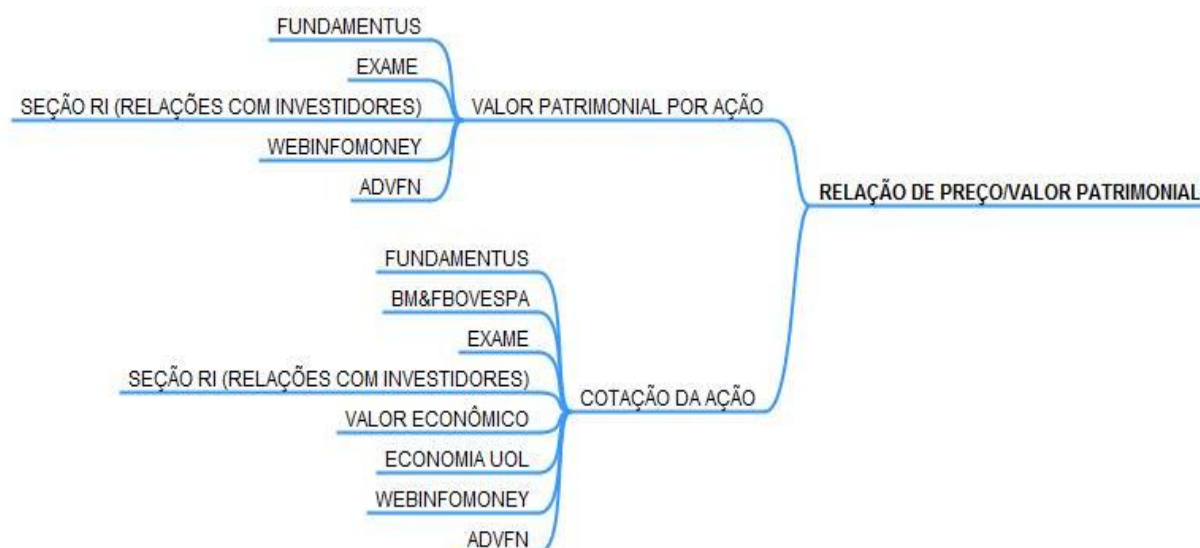 FUNDAMENTUS
EXAME
SEÇÃO RI (RELAÇÕES COM INVESTIDORES)
WEBINFOMONEY
ADVFN
VALOR PATRIMONIAL POR AÇÃO
RELAÇÃO DE PREÇO/VALOR PATRIMONIAL
FUNDAMENTUS
BM&FBOVESPA
EXAME
SEÇÃO RI (RELAÇÕES COM INVESTIDORES)
VALOR ECONÔMICO
ECONOMIA UOL
WEBINFOMONEY
ADVFN
COTAÇÃO DA AÇÃO